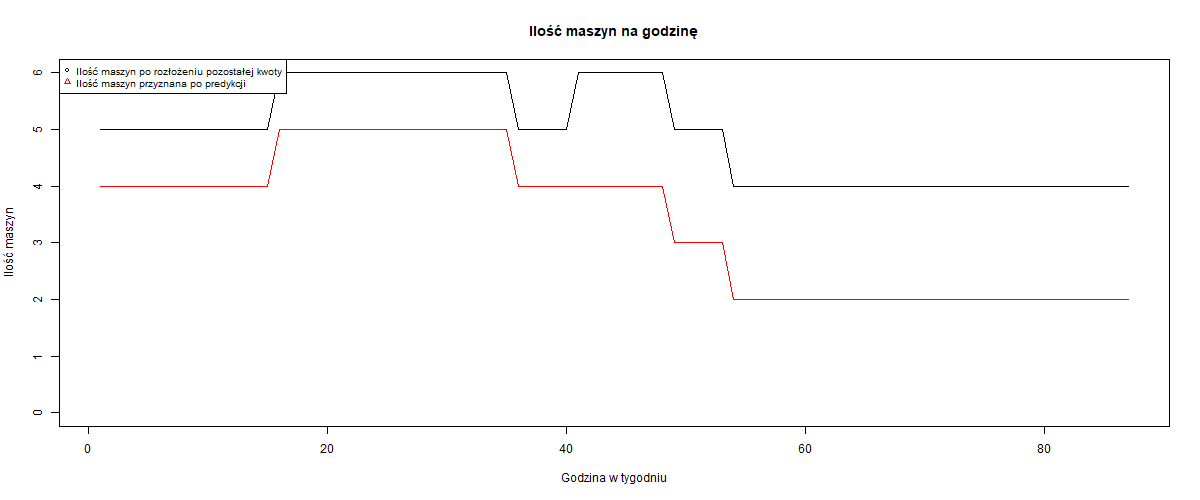 Ilość maszyn na godzinę
Ilość maszyn po rozłożeniu pozostałej kwoty
Ilość maszyn przyznana po predykcji
Ilość maszyn
6
5
4
3
2
1
0
0 20 40 60 80
Godzina w tygodniu